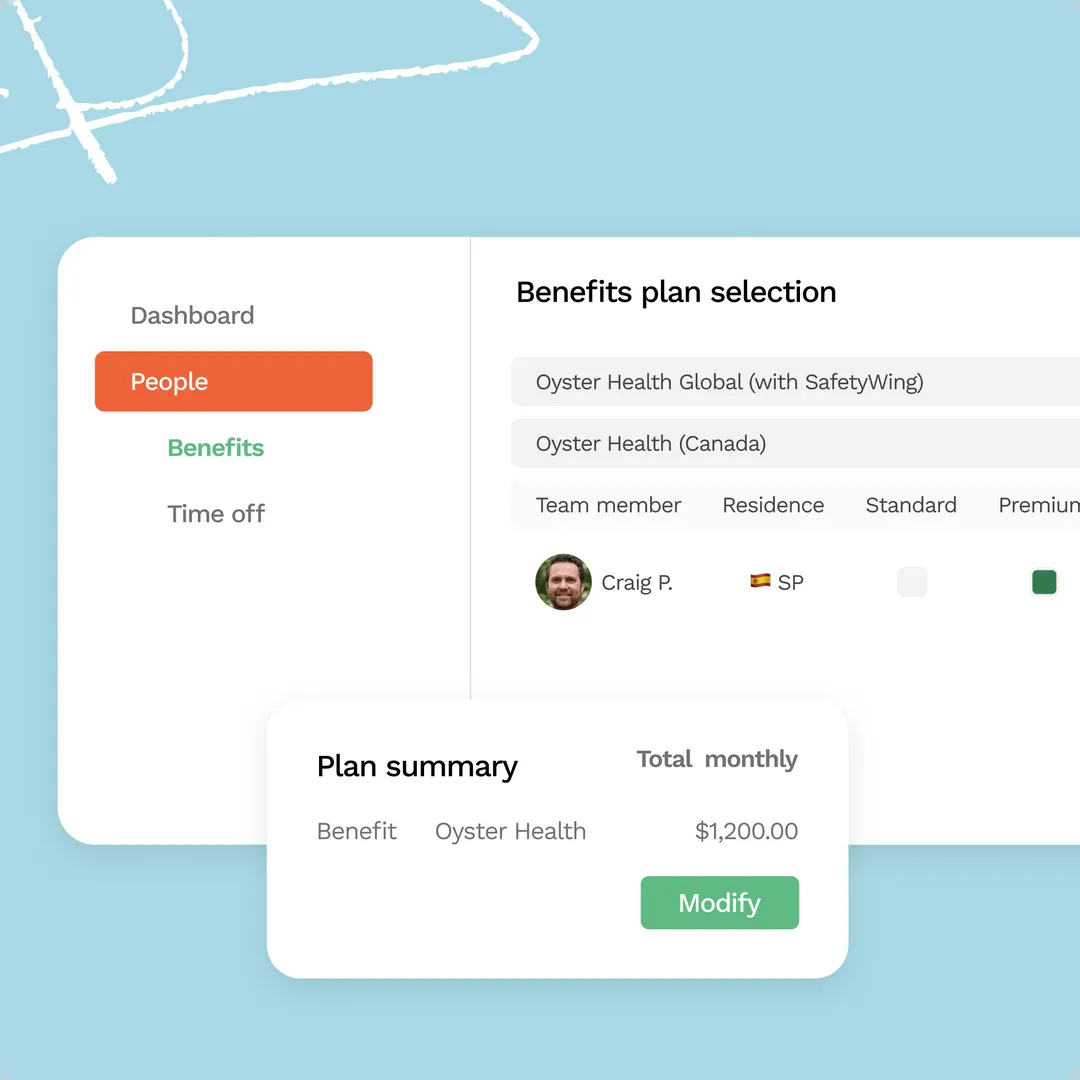 Dashboard
People
Benefits
Time off
Benefits plan selection
Oyster Health Global (with SafetyWing)
Oyster Health (Canada)
Team member Residence Standard Premium
Craig P. SP
Plan summary Total monthly
Benefit Oyster Health $1,200.00
Modify